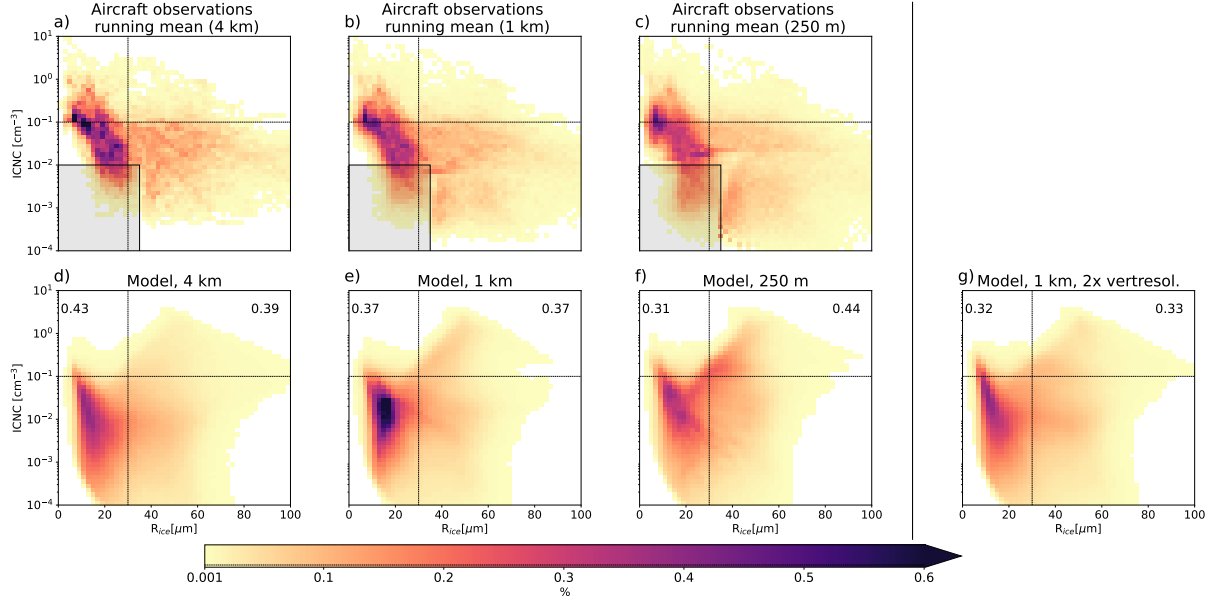 Aircraft observations
a) running mean (4 km)
Aircraft observations
b) running mean (1 km)
Aircraft observations
c) running mean (250 m)
10¹
10⁰
10⁻¹
10⁻²
10⁻³
10⁻⁴
ICNC [cm⁻³]
d) Model, 4 km
e) Model, 1 km
f) Model, 250 m
g) Model, 1 km, 2x vertresol.
10¹
10⁰
10⁻¹
10⁻²
10⁻³
10⁻⁴
ICNC [cm⁻³]
0.43 0.39
0.37 0.37
0.31 0.44
0.32 0.33
0 20 40 60 80 100
0 20 40 60 80 100
0 20 40 60 80 100
0 20 40 60 80 100
R_ice[μm]
R_ice[μm]
R_ice[μm]
R_ice[μm]
0.001 0.1 0.2 0.3 0.4 0.5 0.6
%